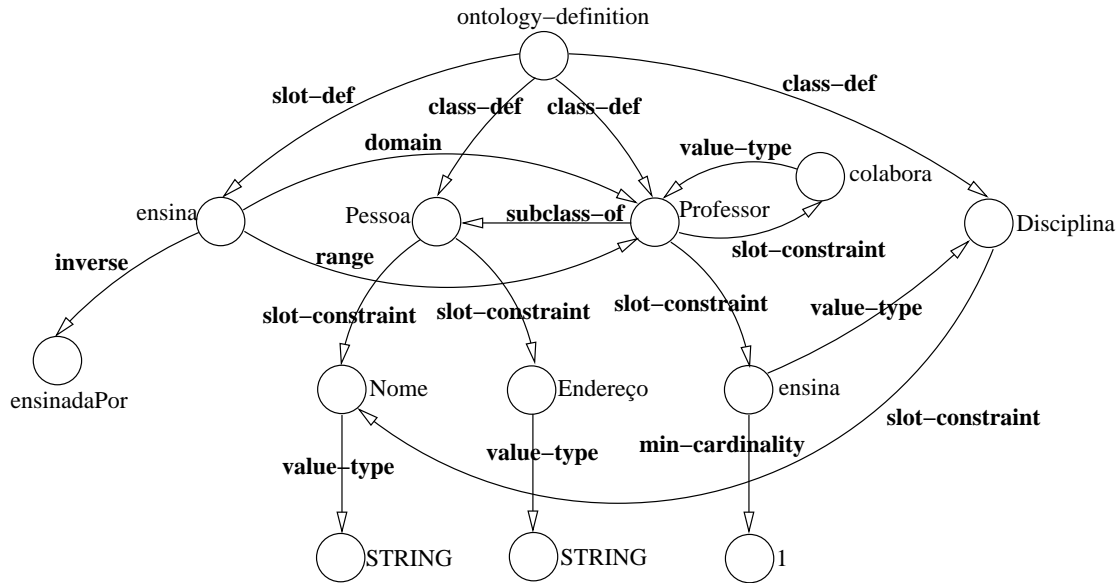 ontology−definition
slot−def
class−def
class−def
class−def
domain
value−type
colabora
ensina
Pessoa
subclass−of
Professor
Disciplina
inverse
range
slot−constraint
slot−constraint
slot−constraint
slot−constraint
value−type
ensinadaPor
Nome
Endereço
ensina
slot−constraint
min−cardinality
value−type
value−type
STRING
STRING
1